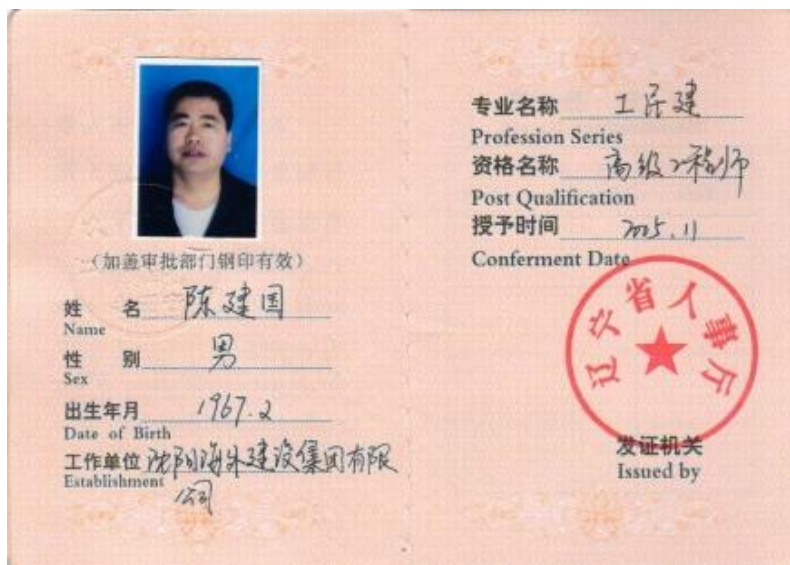 （加盖审批部门钢印有效）
姓 名 陈建国
Name
性 别 男
Sex
出生年月 1967.2
Date of Birth
工作单位 沈阳海外建设集团有限
Establishment 公司
专业名称 工民建
Profession Series
资格名称 高级工程师
Post Qualification
授予时间 2005.11
Conferment Date
辽宁省人事厅
发证机关
Issued by